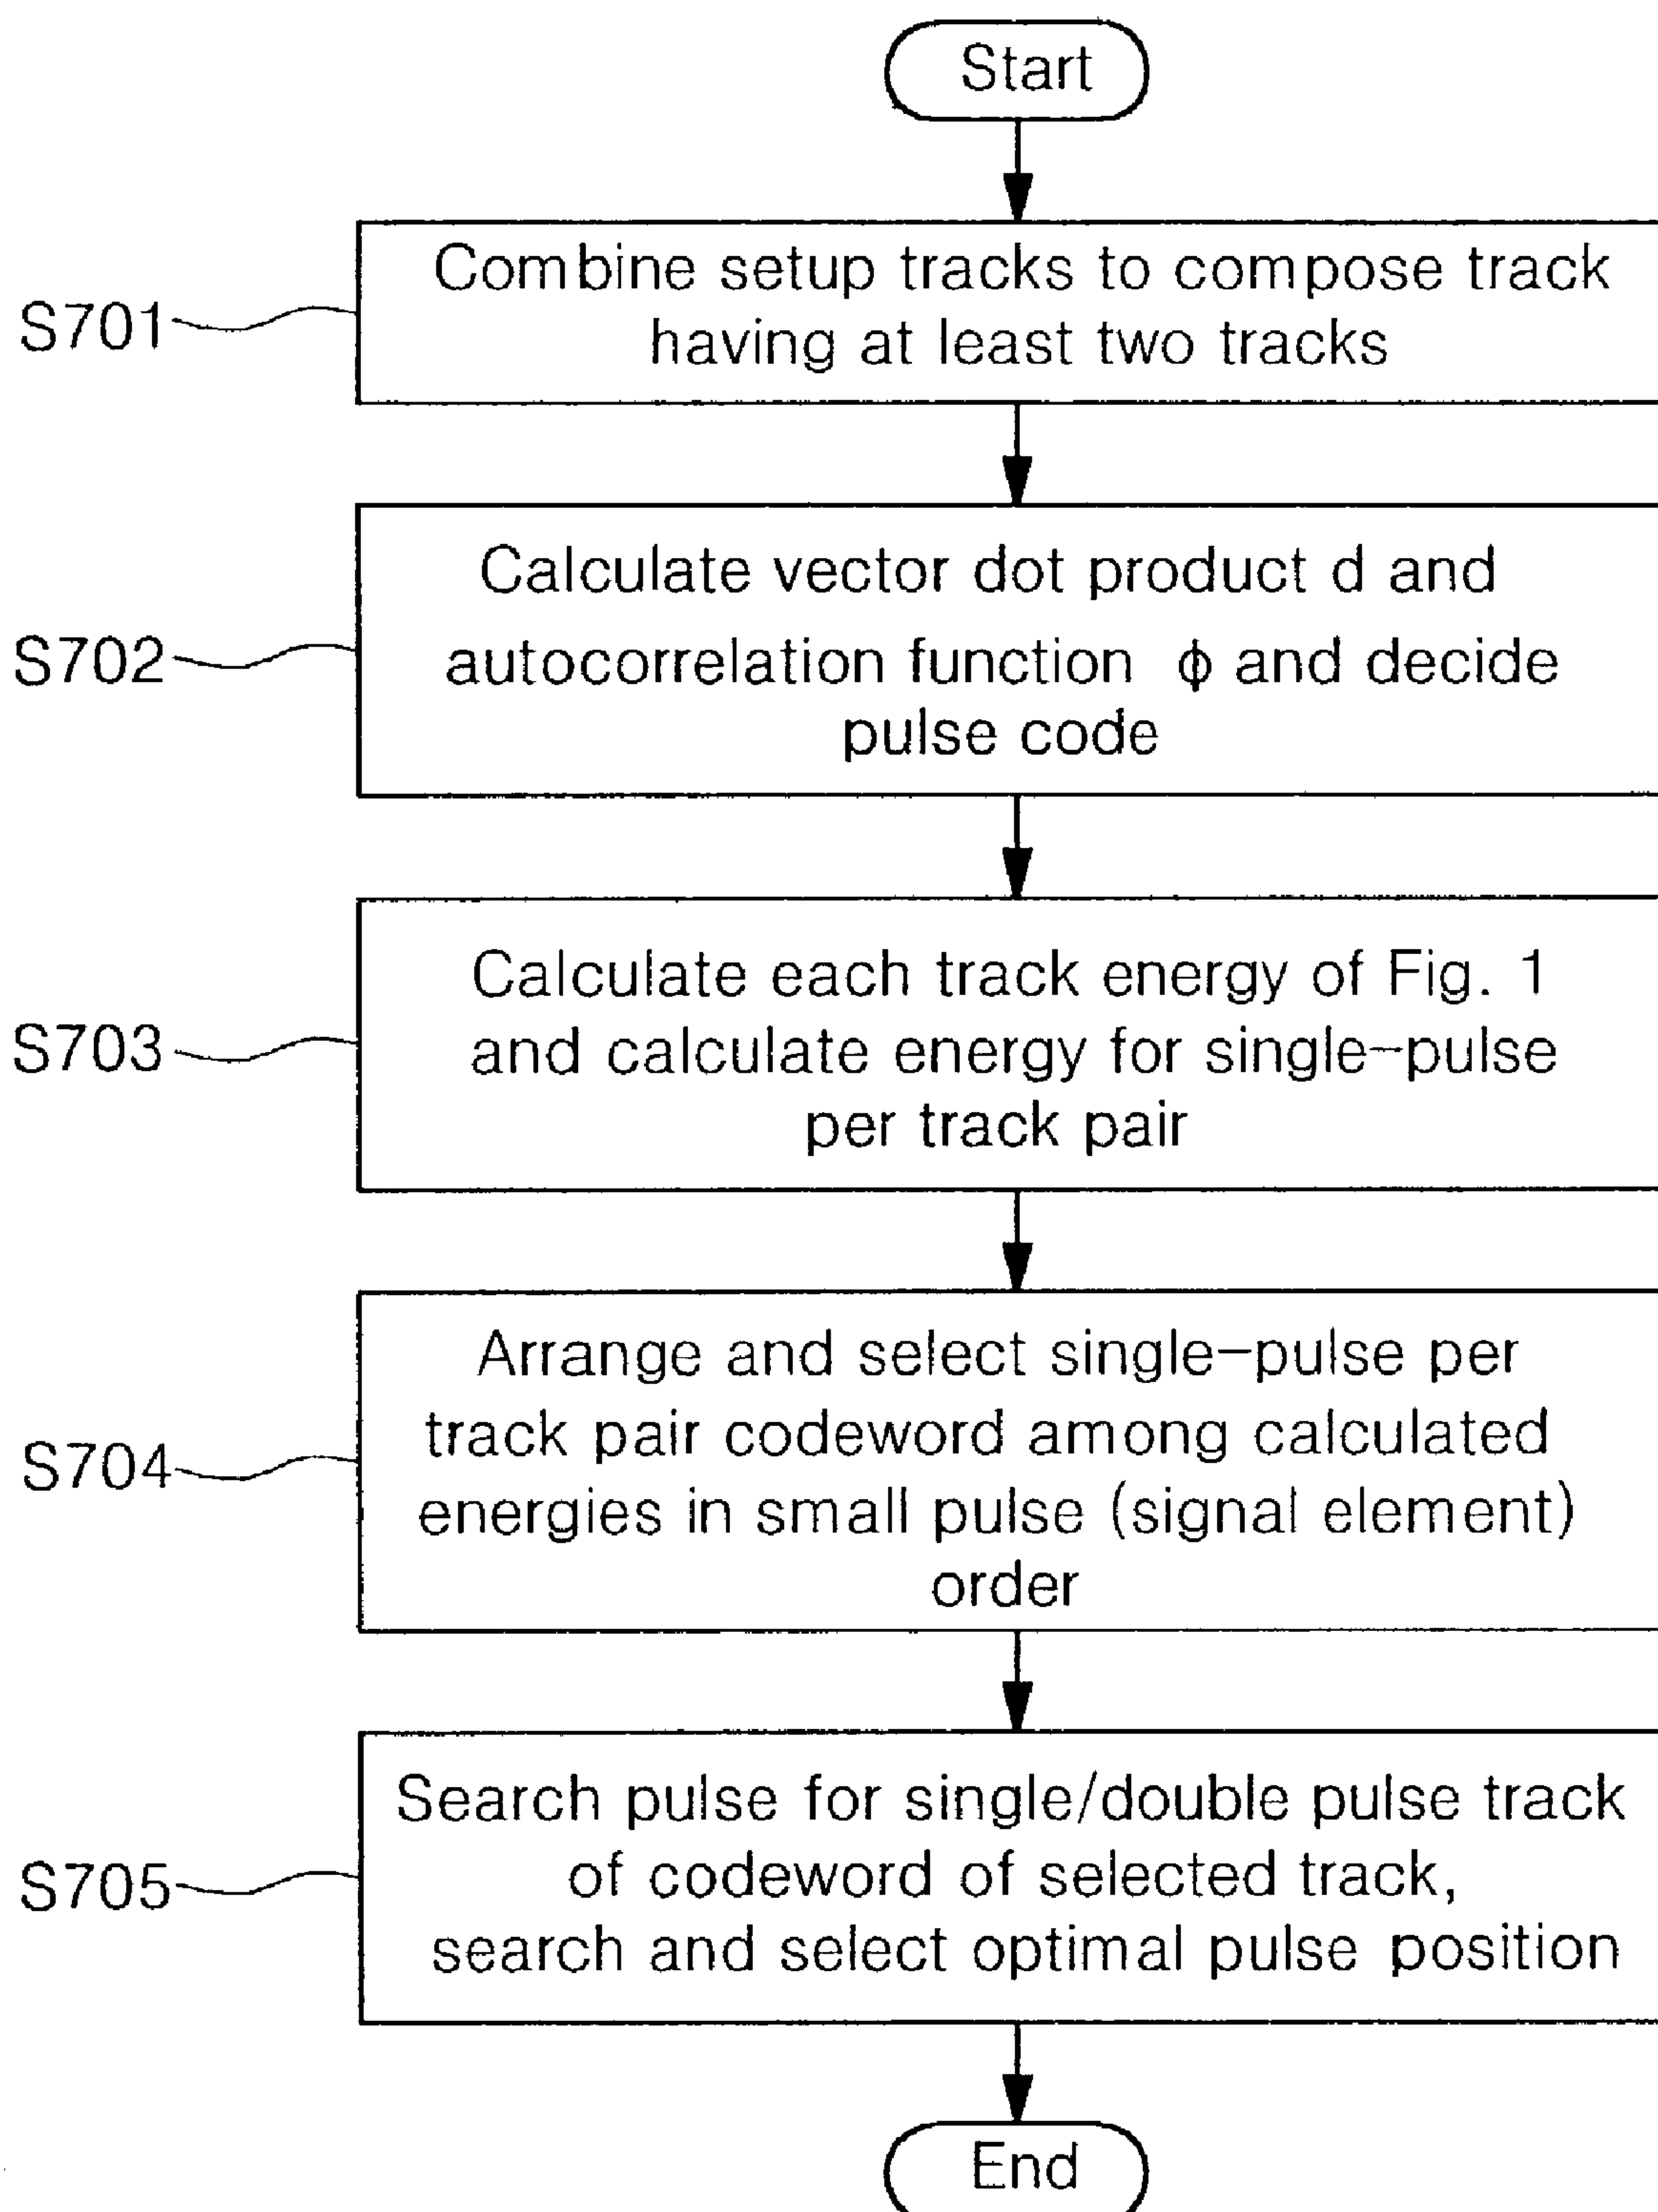 Start
S701
Combine setup tracks to compose track
having at least two tracks
S702
Calculate vector dot product d and
autocorrelation function ϕ and decide
pulse code
S703
Calculate each track energy of Fig. 1
and calculate energy for single-pulse
per track pair
S704
Arrange and select single-pulse per
track pair codeword among calculated
energies in small pulse (signal element)
order
S705
Search pulse for single/double pulse track
of codeword of selected track,
search and select optimal pulse position
End